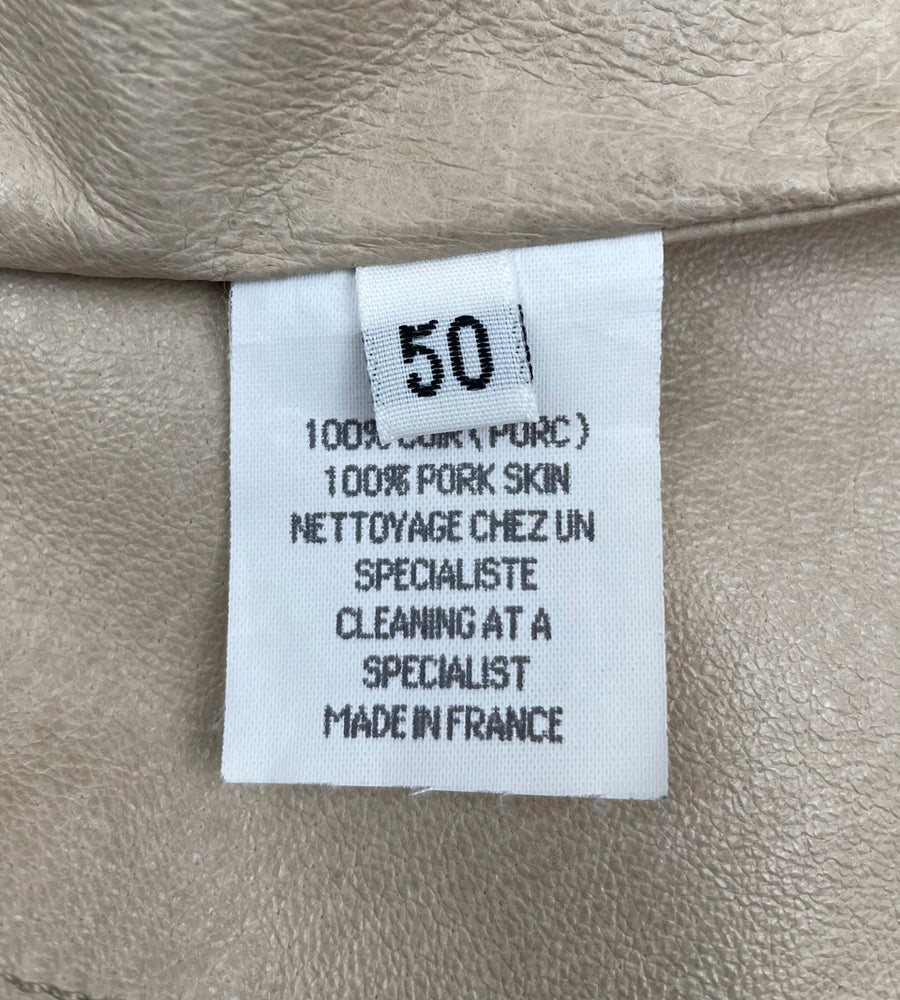 50
100% CUIR (PORC)
100% PORK SKIN
NETTOYAGE CHEZ UN
SPECIALISTE
CLEANING AT A
SPECIALIST
MADE IN FRANCE